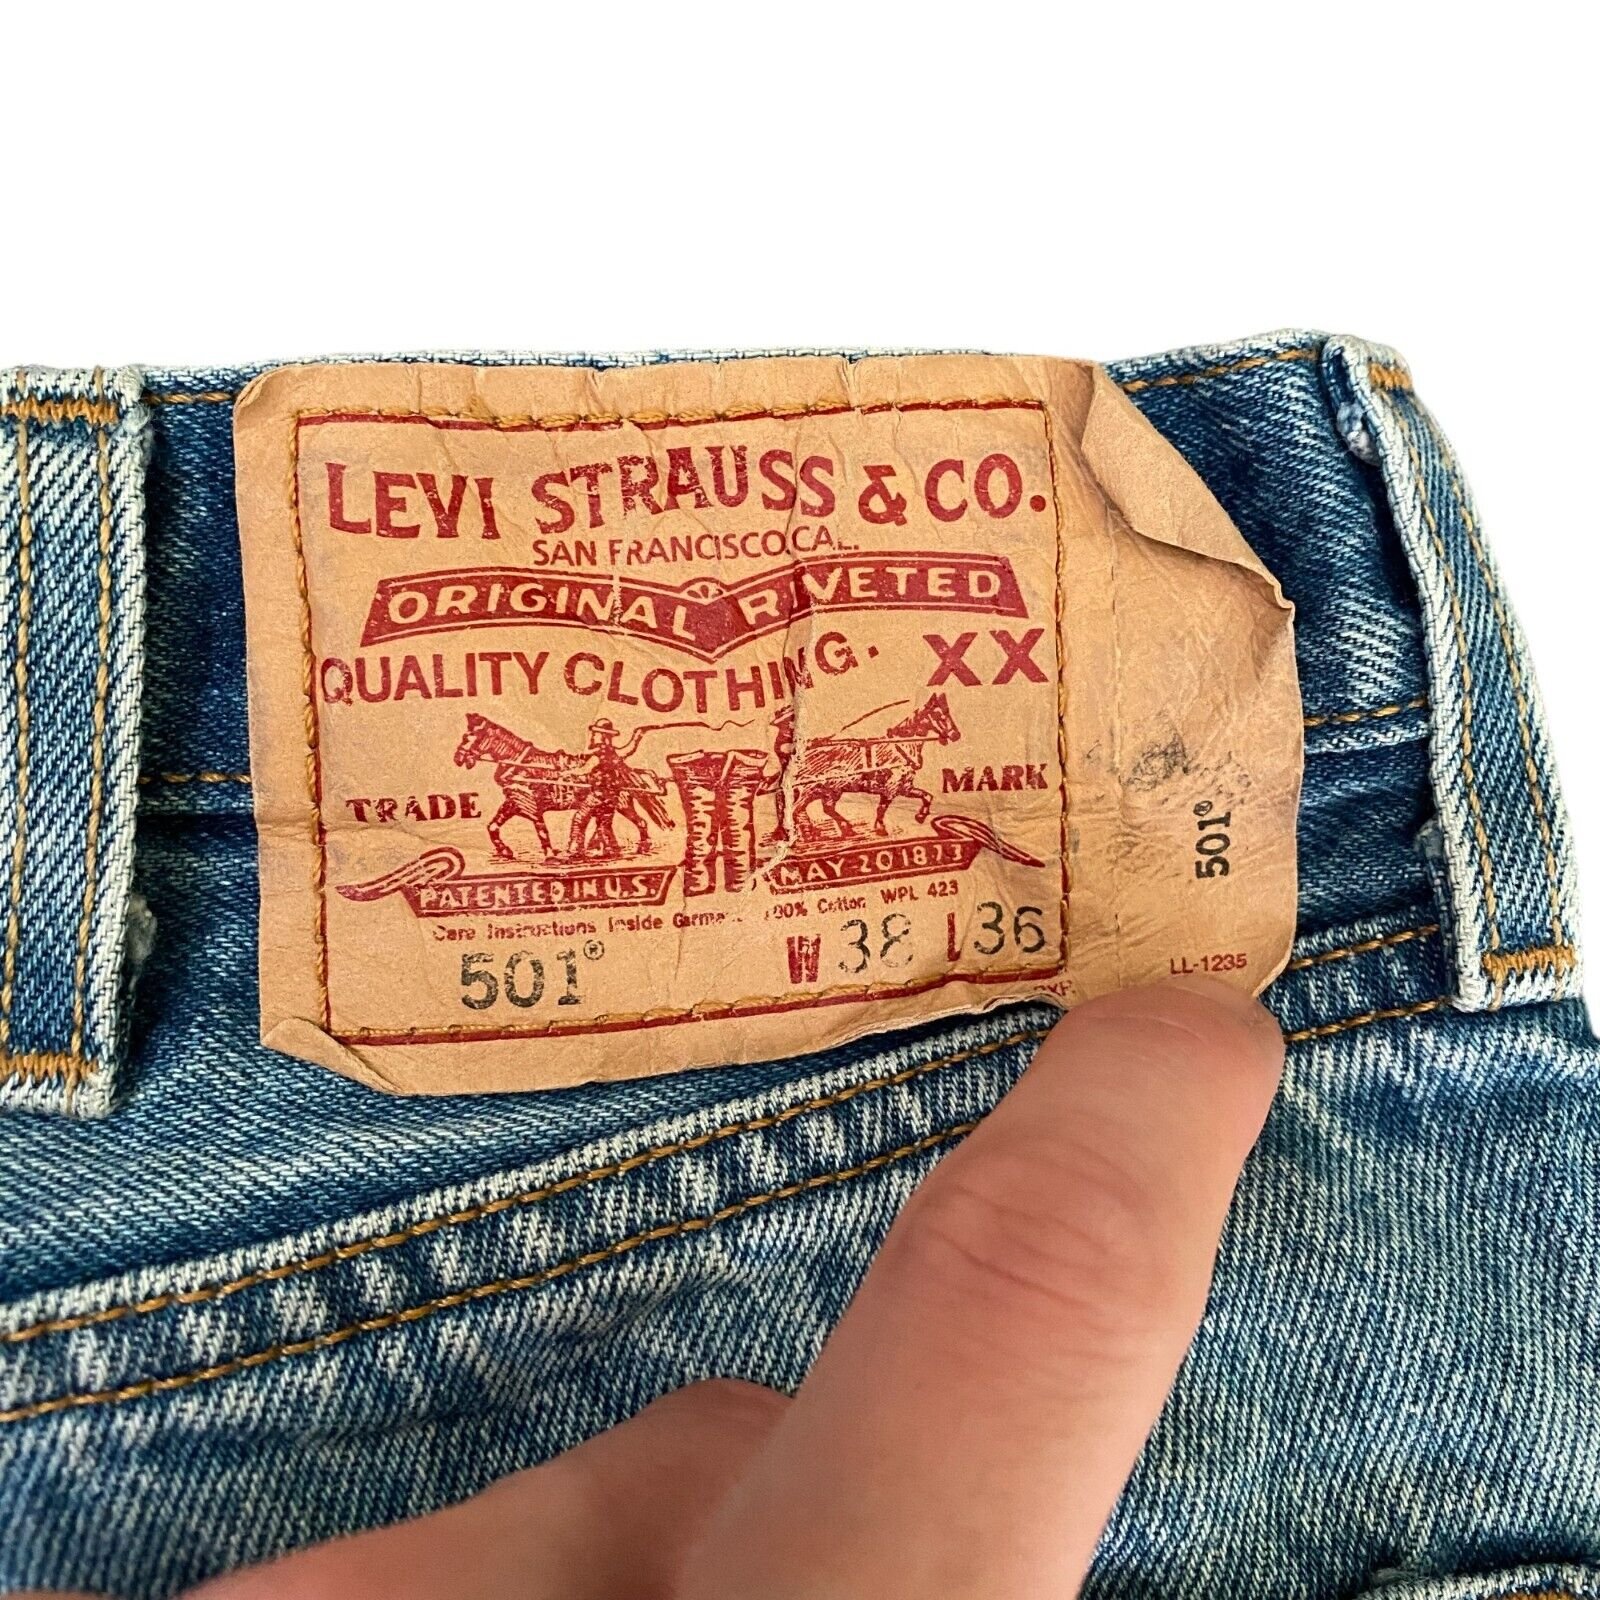 LEVI STRAUSS & CO.
SAN FRANCISCO, CAL.
ORIGINAL RIVETED
QUALITY CLOTHING. XX
TRADE MARK
PATENTED IN U.S. MAY 20 1873
Care Instructions Inside 100% Cotton WPL 423
501® W 38 L 36
501®
LL-1235